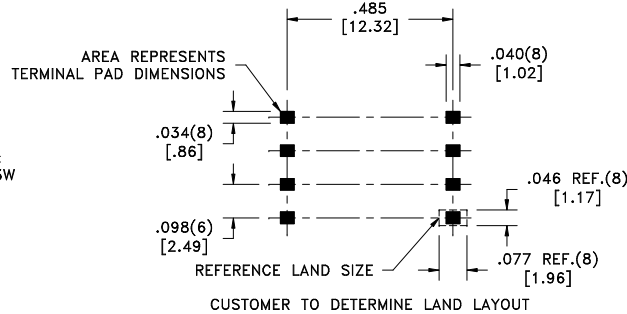 .485
[12.32]
AREA REPRESENTS
TERMINAL PAD DIMENSIONS
.040(8)
[1.02]
.034(8)
[.86]
.046 REF.(8)
[1.17]
.098(6)
[2.49]
REFERENCE LAND SIZE
.077 REF.(8)
[1.96]
CUSTOMER TO DETERMINE LAND LAYOUT